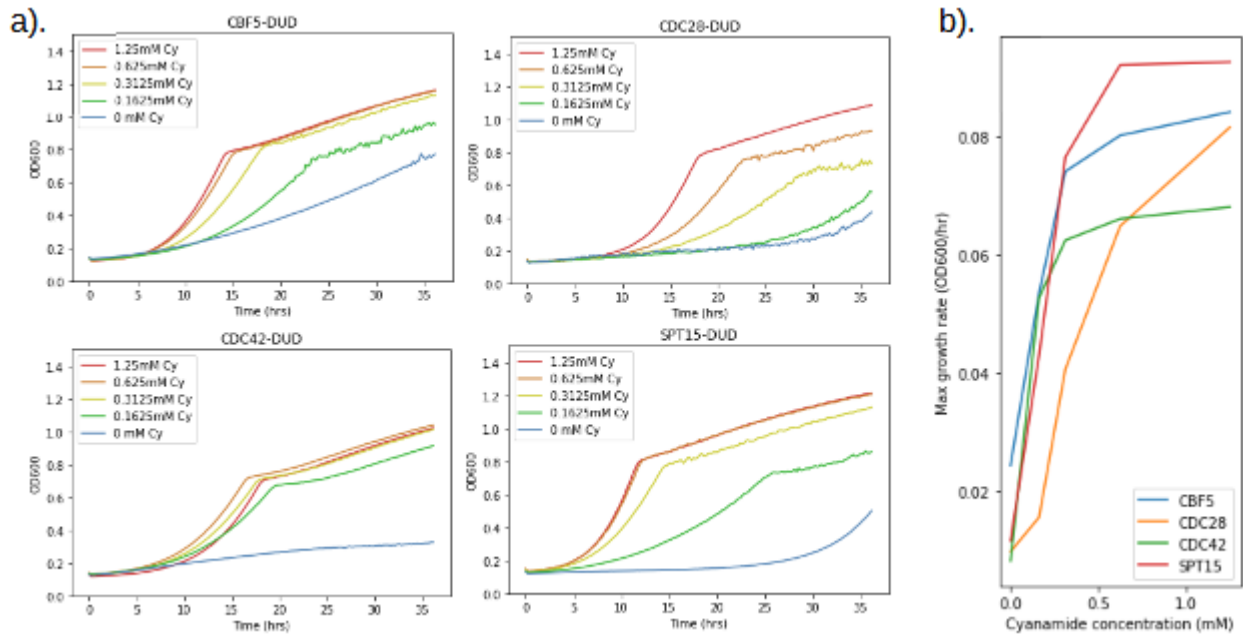 a).
CBF5-DUD
1.4
1.2
1.0
0.8
0.6
0.4
0.2
0.0
OD600
1.25mM Cy
0.625mM Cy
0.3125mM Cy
0.1625mM Cy
0 mM Cy
0 5 10 15 20 25 30 35
Time (hrs)
CDC28-DUD
1.4
1.2
1.0
0.8
0.6
0.4
0.2
0.0
OD600
1.25mM Cy
0.625mM Cy
0.3125mM Cy
0.1625mM Cy
0 mM Cy
0 5 10 15 20 25 30 35
Time (hrs)
CDC42-DUD
1.4
1.2
1.0
0.8
0.6
0.4
0.2
0.0
OD600
1.25mM Cy
0.625mM Cy
0.3125mM Cy
0.1625mM Cy
0 mM Cy
0 5 10 15 20 25 30 35
Time (hrs)
SPT15-DUD
1.4
1.2
1.0
0.8
0.6
0.4
0.2
0.0
OD600
1.25mM Cy
0.625mM Cy
0.3125mM Cy
0.1625mM Cy
0 mM Cy
0 5 10 15 20 25 30 35
Time (hrs)
b).
Max growth rate (OD600/hr)
0.08
0.06
0.04
0.02
CBF5
CDC28
CDC42
SPT15
0.0 0.5 1.0
Cyanamide concentration (mM)